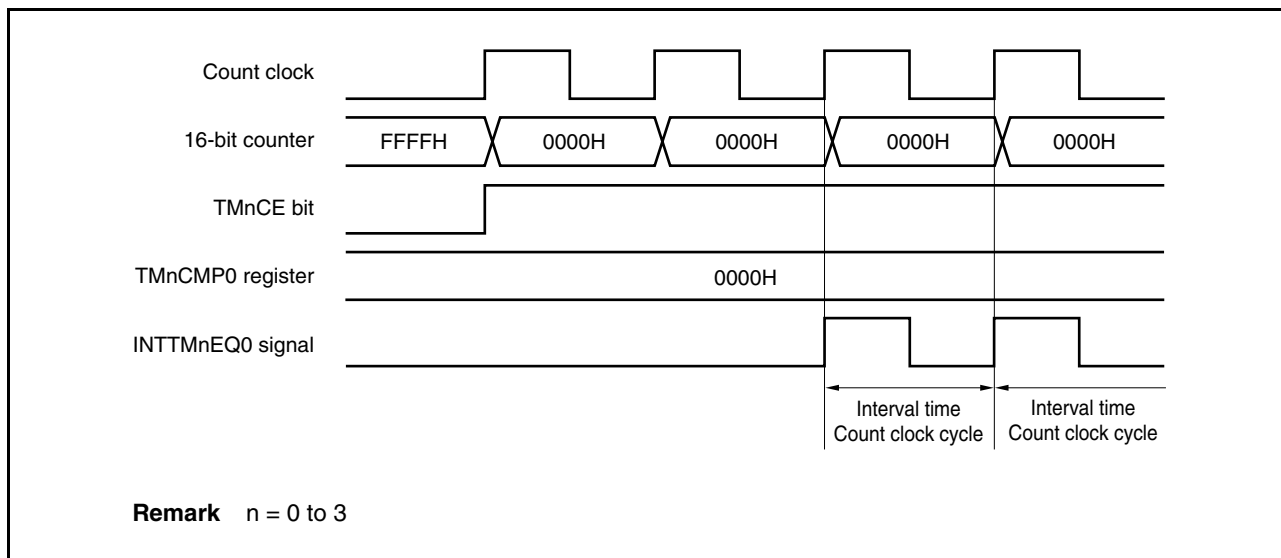 Count clock
16-bit counter FFFFH 0000H 0000H 0000H 0000H
TMnCE bit
TMnCMP0 register 0000H
INTTMnEQ0 signal
Interval time Interval time
Count clock cycle Count clock cycle
Remark n = 0 to 3